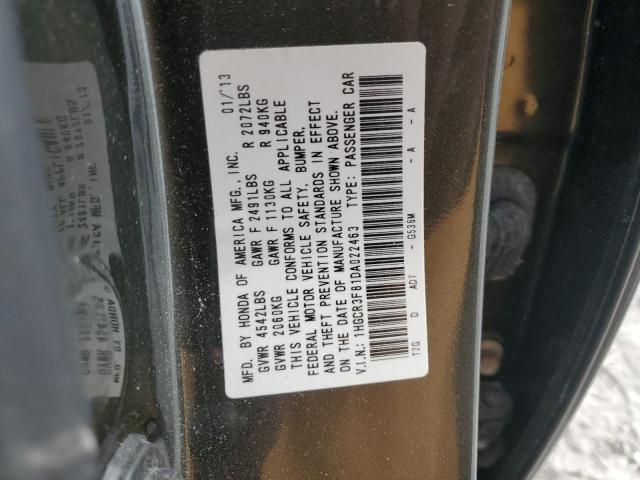 MFD. BY HONDA OF AMERICA MFG., INC. 01/13
GVWR 4542LBS GAWR F 2491LBS R 2072LBS
GVWR 2060KG GAWR F 1130KG R 940KG
THIS VEHICLE CONFORMS TO ALL APPLICABLE
FEDERAL MOTOR VEHICLE SAFETY, BUMPER,
AND THEFT PREVENTION STANDARDS IN EFFECT
ON THE DATE OF MANUFACTURE SHOWN ABOVE.
V.I.N.: 1HGCR3F81DA022463 TYPE: PASSENGER CAR
T2G D AD7 - G536M - A - A